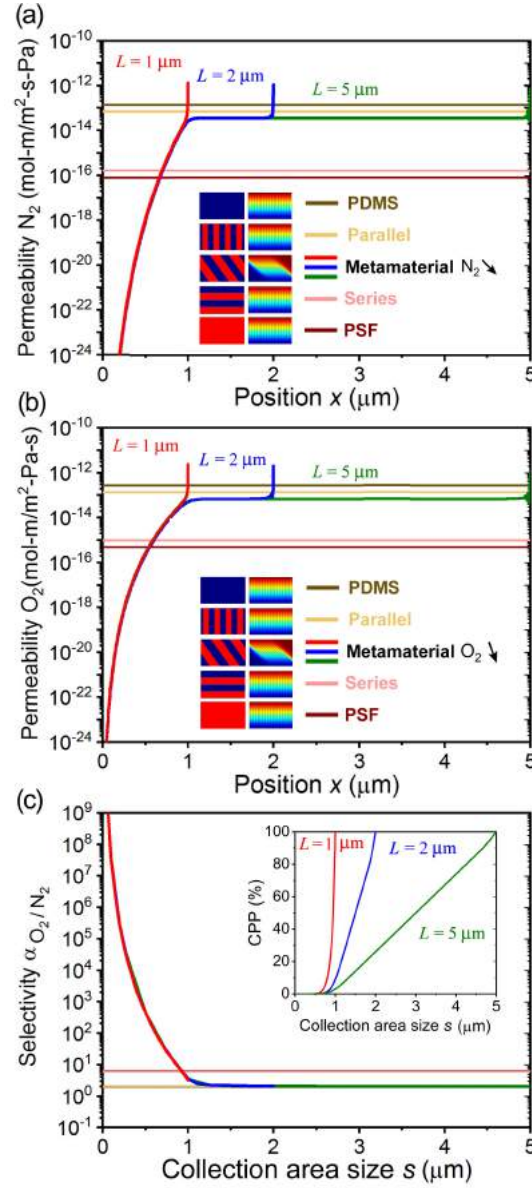 (a)
10^-10
10^-12
10^-14
10^-16
10^-18
10^-20
10^-22
10^-24
Permeability N2 (mol-m/m²-s-Pa)
L = 1 μm
L = 2 μm
L = 5 μm
PDMS
Parallel
Metamaterial N2
Series
PSF
0 1 2 3 4 5
Position x (μm)
(b)
10^-10
10^-12
10^-14
10^-16
10^-18
10^-20
10^-22
10^-24
Permeability O2(mol-m/m²-Pa-s)
L = 1 μm
L = 2 μm
L = 5 μm
PDMS
Parallel
Metamaterial O2
Series
PSF
0 1 2 3 4 5
Position x (μm)
(c)
10^9
10^8
10^7
10^6
10^5
10^4
10^3
10^2
10^1
10^0
10^-1
Selectivity α O2/N2
100
80
60
40
20
0
CPP (%)
L = 1 μm
L = 2 μm
L = 5 μm
0 1 2 3 4 5
Collection area size s (μm)
0 1 2 3 4 5
Collection area size s (μm)